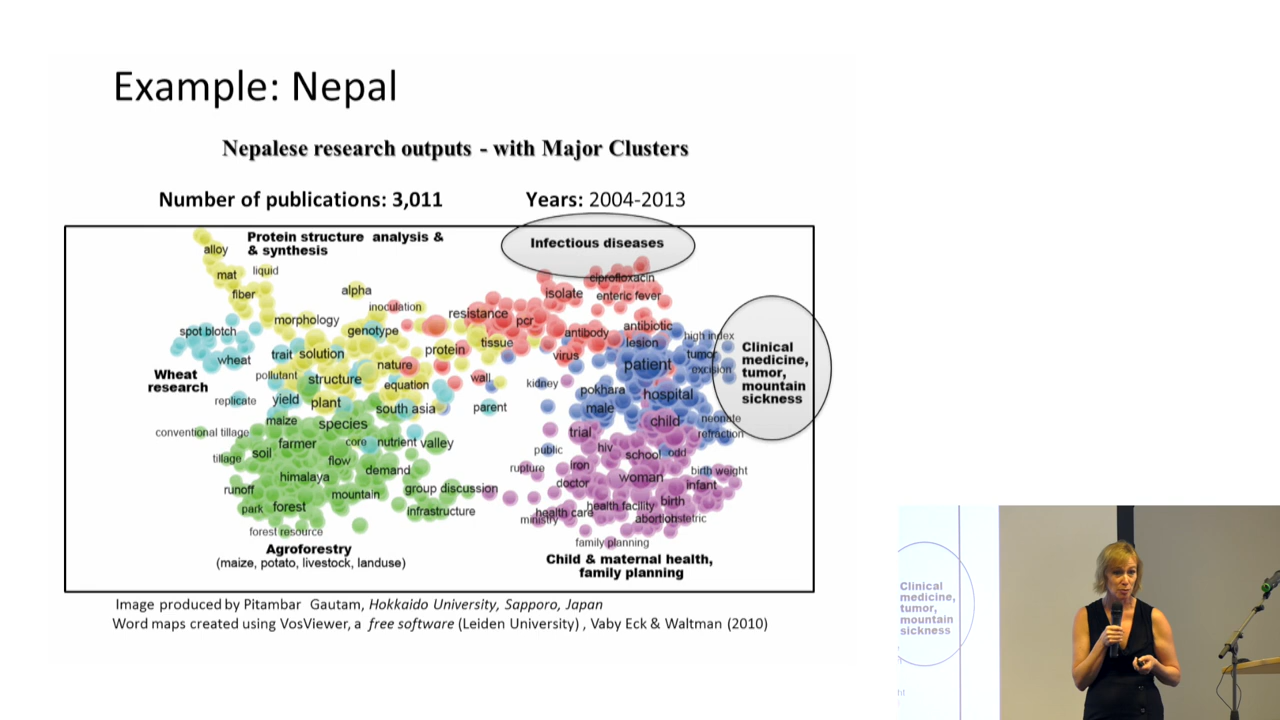 Example: Nepal
Nepalese research outputs - with Major Clusters
Number of publications: 3,011
Years: 2004-2013
Protein structure analysis &
& synthesis
Infectious diseases
alloy
mat
liquid
fiber
alpha
inoculation
morphology
genotype
spot blotch
wheat
trait
solution
pollutant
structure
nature
equation
protein
tissue
resistance
pcr
isolate
ciprofloxacin
enteric fever
antibody
antibiotic
virus
lesion
high index
tumor
patient
excision
Clinical
medicine,
tumor,
mountain
sickness
Wheat
research
replicate
yield
plant
south asia
wall
parent
kidney
pokhara
hospital
male
child
neonate
refraction
conventional tillage
maize
species
farmer
core
nutrient
valley
tillage
soil
flow
himalaya
demand
runoff
mountain
group discussion
park
forest
infrastructure
forest resource
trial
public
hiv
school
odd
rupture
iron
doctor
woman
birth weight
infant
health care
health facility
birth
ministry
abortion
obstetric
family planning
Agroforestry
(maize, potato, livestock, landuse)
Child & maternal health,
family planning
Image produced by Pitambar Gautam, Hokkaido University, Sapporo, Japan
Word maps created using VosViewer, a free software (Leiden University) , Vaby Eck & Waltman (2010)
Clinical
medicine,
tumor,
mountain
sickness